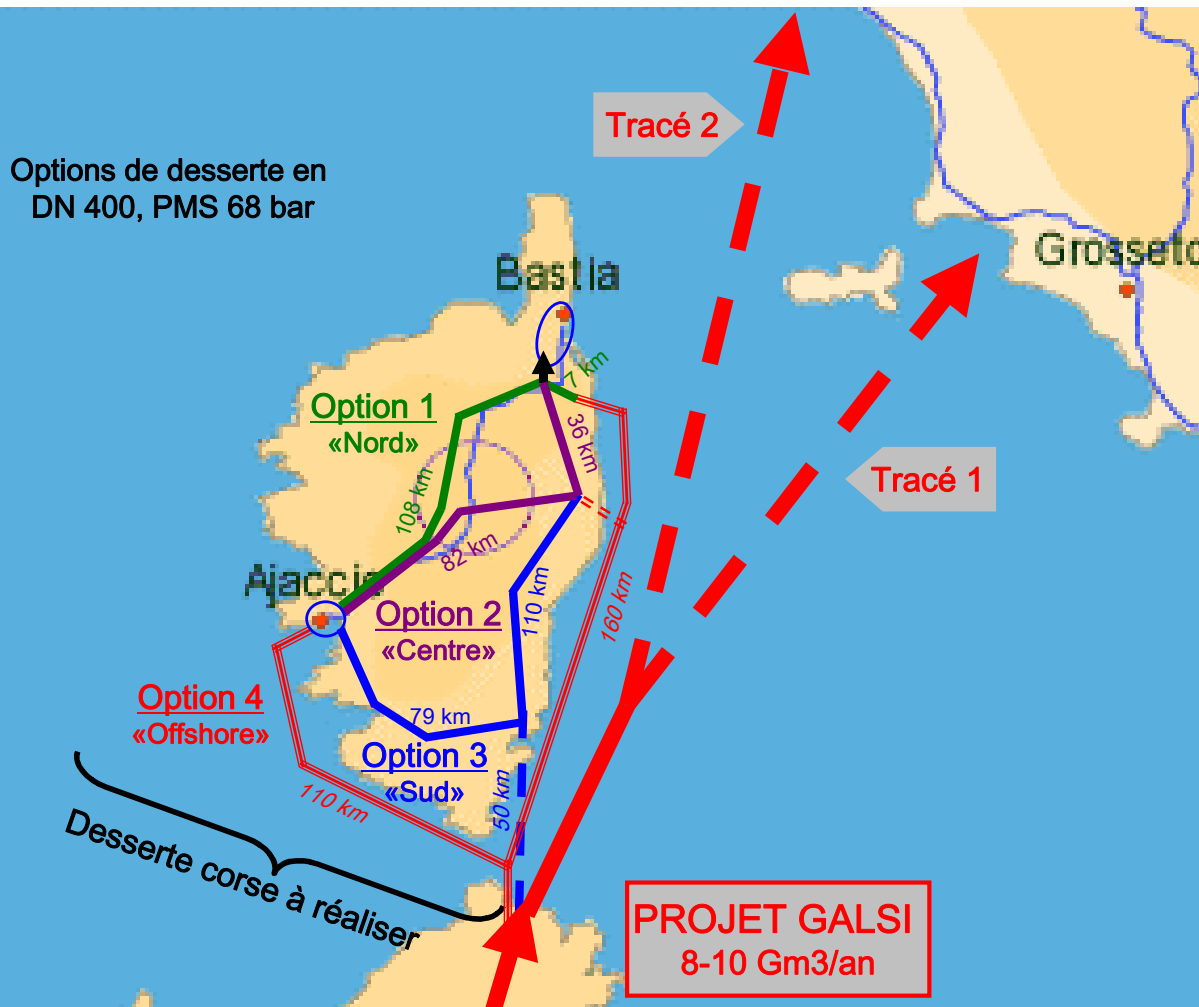 Tracé 2
Options de desserte en
DN 400, PMS 68 bar
Grosseto
Bastia
7 km
Option 1
«Nord»
36 km
Tracé 1
108 km
82 km
Ajaccio
110 km
160 km
Option 2
«Centre»
Option 4
«Offshore»
79 km
Option 3
«Sud»
50 km
110 km
Desserte corse à réaliser
PROJET GALSI
8-10 Gm3/an